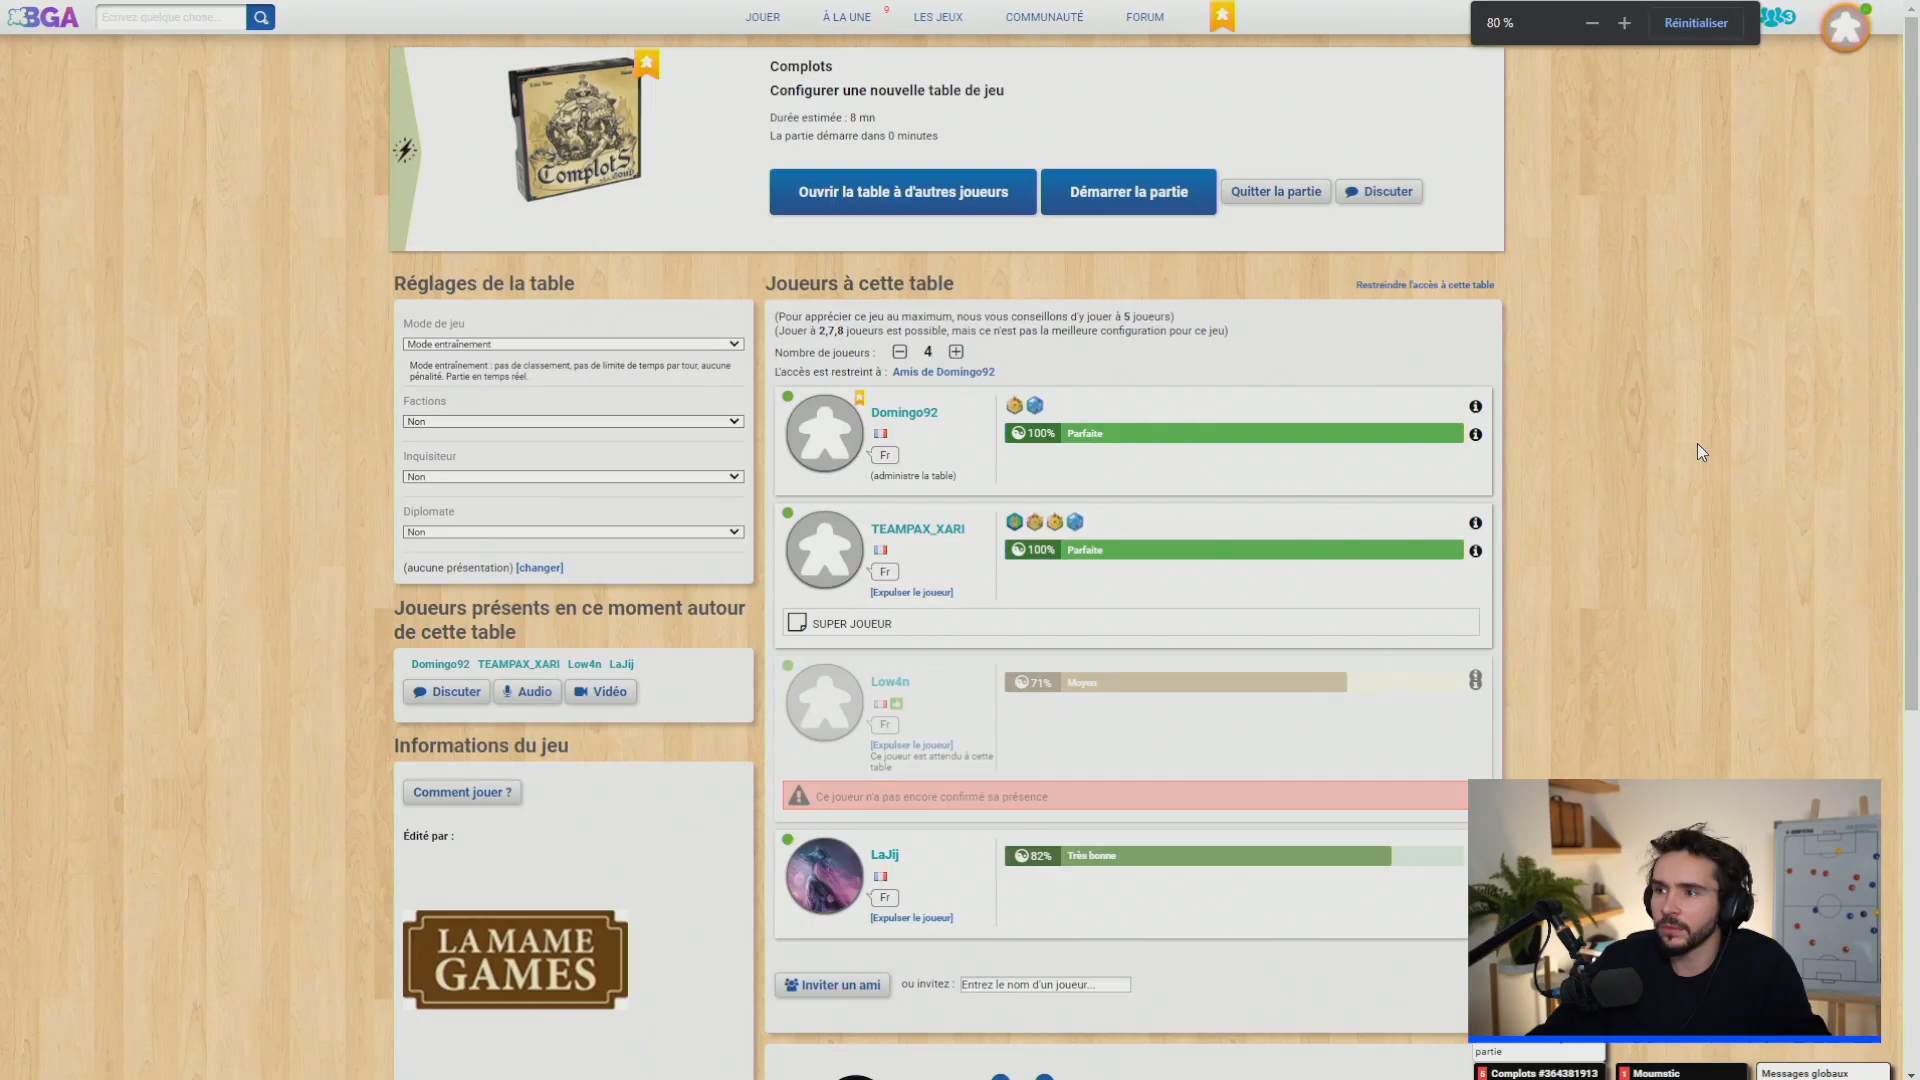 BGA
Écrivez quelque chose...
JOUER
À LA UNE
9
LES JEUX
COMMUNAUTÉ
FORUM
80 %
Réinitialiser
3
Complots
Complots
Configurer une nouvelle table de jeu
Durée estimée : 8 mn
La partie démarre dans 0 minutes
Ouvrir la table à d'autres joueurs
Démarrer la partie
Quitter la partie
Discuter
Réglages de la table
Mode de jeu
Mode entraînement
Mode entraînement : pas de classement, pas de limite de temps par tour, aucune
pénalité. Partie en temps réel.
Factions
Non
Inquisiteur
Non
Diplomate
Non
(aucune présentation) [changer]
Joueurs présents en ce moment autour
de cette table
Domingo92 TEAMPAX_XARI Low4n LaJij
Discuter
Audio
Vidéo
Informations du jeu
Comment jouer ?
Édité par :
LA MAME
GAMES
Joueurs à cette table
Restreindre l'accès à cette table
(Pour apprécier ce jeu au maximum, nous vous conseillons d'y jouer à 5 joueurs)
(Jouer à 2,7,8 joueurs est possible, mais ce n'est pas la meilleure configuration pour ce jeu)
Nombre de joueurs : 4
L'accès est restreint à : Amis de Domingo92
Domingo92
Fr
(administre la table)
100% Parfaite
TEAMPAX_XARI
Fr
[Expulser le joueur]
100% Parfaite
SUPER JOUEUR
Low4n
Fr
[Expulser le joueur]
Ce joueur est attendu à cette
table
71% Moyen
Ce joueur n'a pas encore confirmé sa présence
LaJij
Fr
[Expulser le joueur]
82% Très bonne
Inviter un ami
ou invitez : Entrez le nom d'un joueur...
partie
5 Complots #364381913
1 Moumstic
Messages globaux